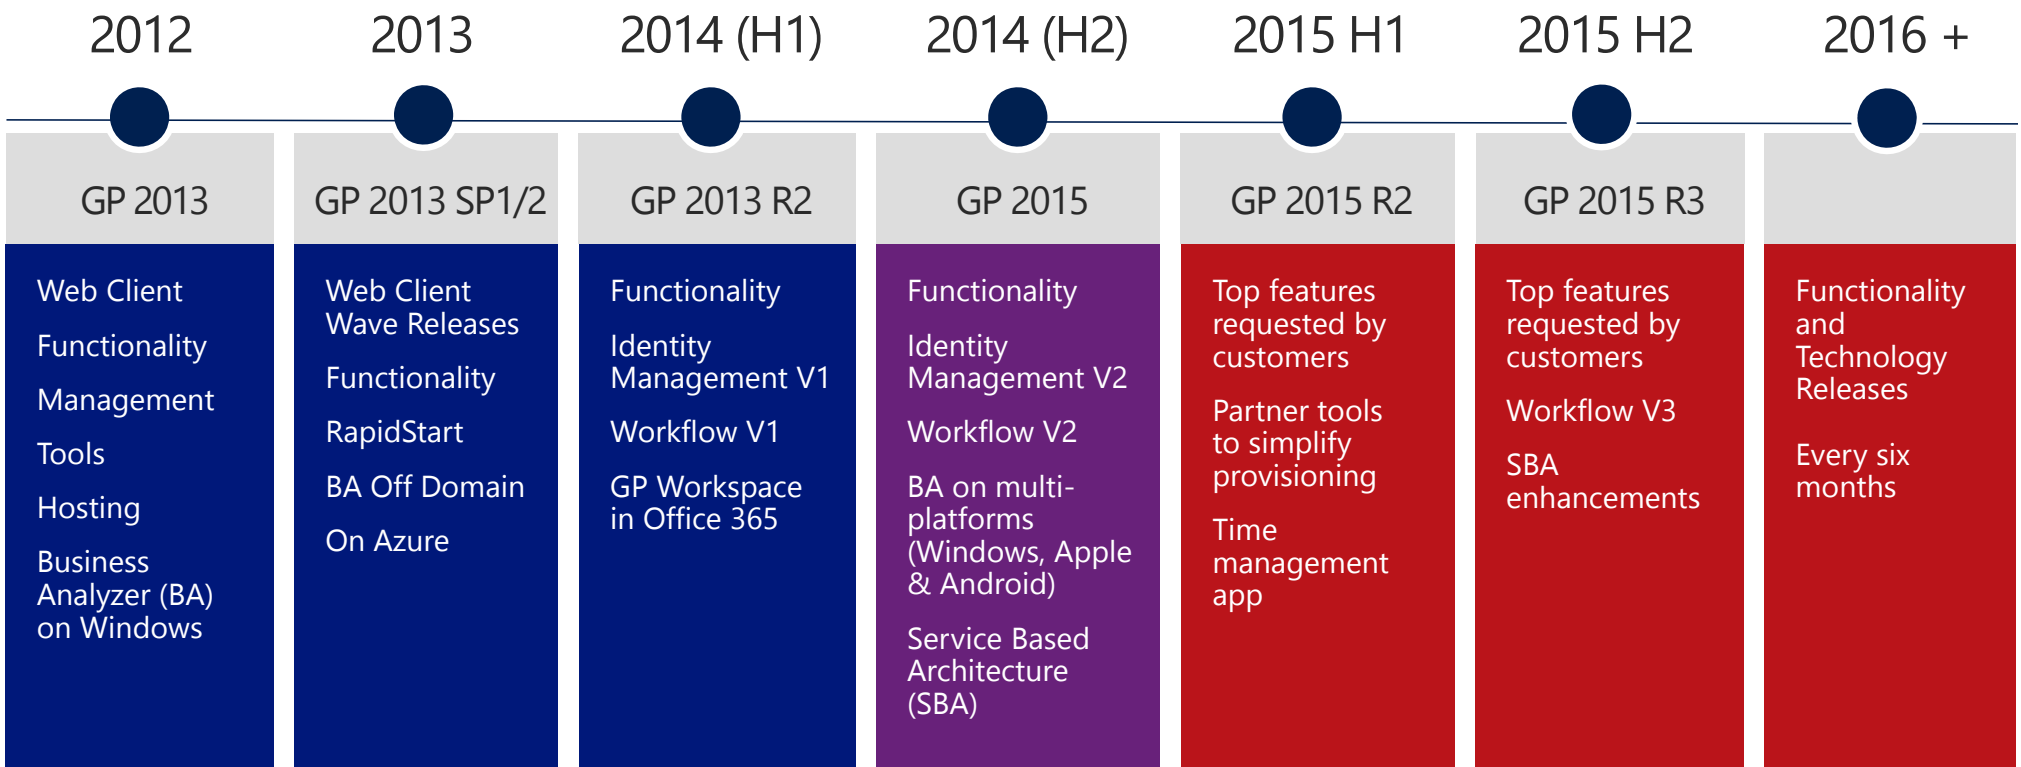 2012
2013
2014 (H1)
2014 (H2)
2015 H1
2015 H2
2016 +
GP 2013
GP 2013 SP1/2
GP 2013 R2
GP 2015
GP 2015 R2
GP 2015 R3
Web Client
Functionality
Management
Tools
Hosting
Business
Analyzer (BA)
on Windows
Web Client
Wave Releases
Functionality
RapidStart
BA Off Domain
On Azure
Functionality
Identity
Management V1
Workflow V1
GP Workspace
in Office 365
Functionality
Identity
Management V2
Workflow V2
BA on multi-
platforms
(Windows, Apple
& Android)
Service Based
Architecture
(SBA)
Top features
requested by
customers
Partner tools
to simplify
provisioning
Time
management
app
Top features
requested by
customers
Workflow V3
SBA
enhancements
Functionality
and
Technology
Releases
Every six
months